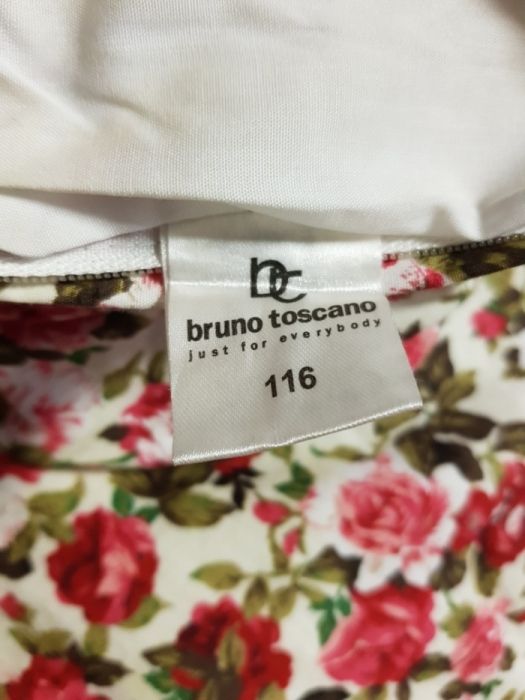 bc
bruno toscano
just for everybody
116